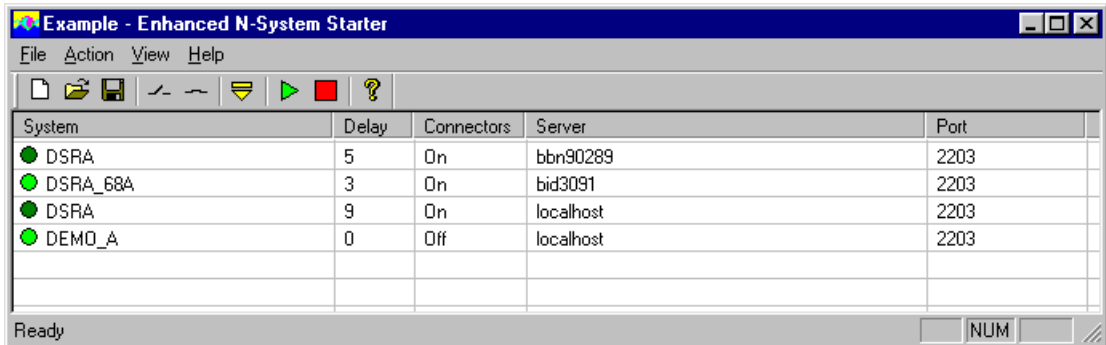 Example - Enhanced N-System Starter
File Action View Help
System Delay Connectors Server Port
DSRA 5 On bbn90289 2203
DSRA_68A 3 On bid3091 2203
DSRA 9 On localhost 2203
DEMO_A 0 Off localhost 2203
Ready NUM